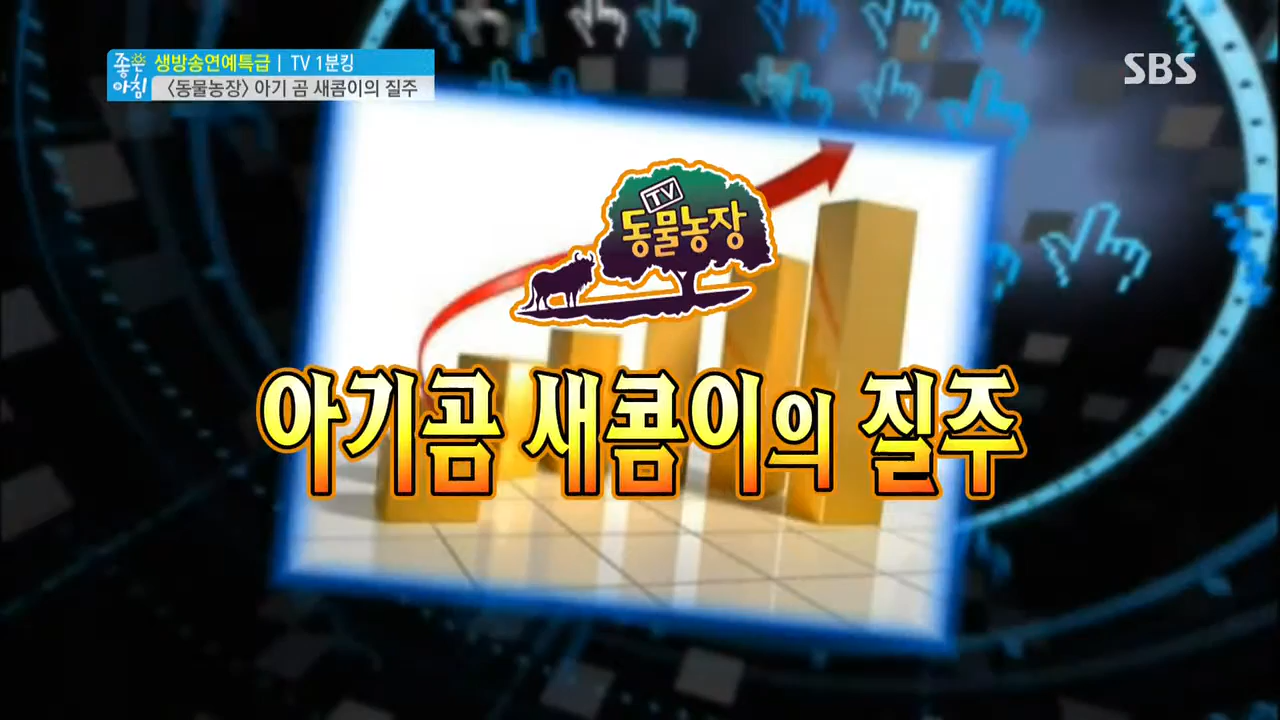 좋은아침
생방송연예특급 | TV 1분킹
〈동물농장〉 아기 곰 새콤이의 질주
SBS
TV
동물농장
아기곰 새콤이의 질주